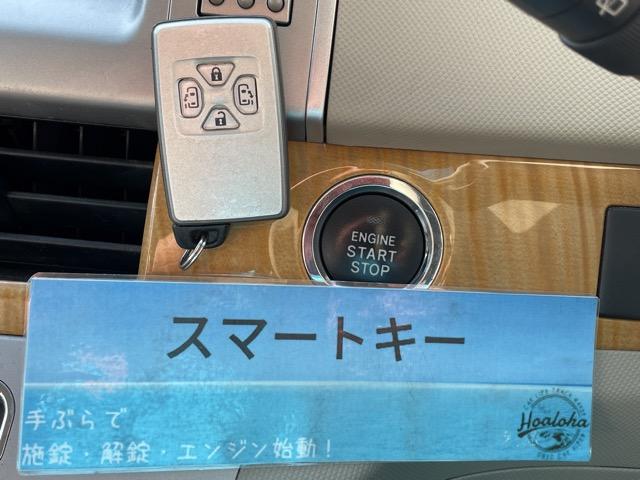 ENGINE
START
STOP
スマートキー
手ぶらで
施錠・解錠・エンジン始動！
Hoaloha